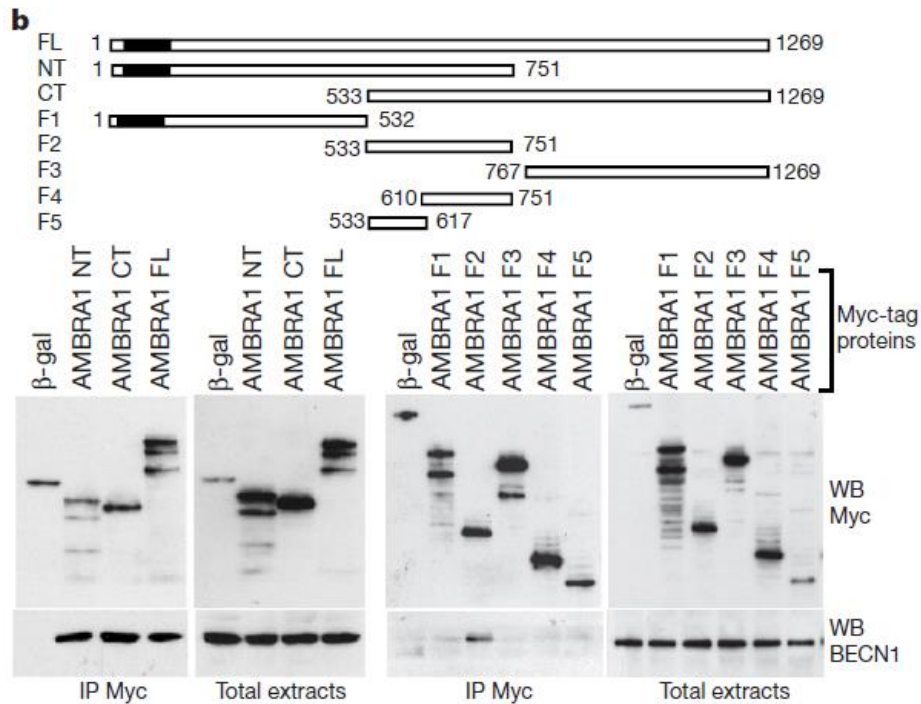 b
FL 1 1269
NT 1 751
CT 533 1269
F1 1 532
F2 533 751
F3 767 1269
F4 610 751
F5 533 617
β-gal AMBRA1 NT AMBRA1 CT AMBRA1 FL β-gal AMBRA1 NT AMBRA1 CT AMBRA1 FL β-gal AMBRA1 F1 AMBRA1 F2 AMBRA1 F3 AMBRA1 F4 AMBRA1 F5 β-gal AMBRA1 F1 AMBRA1 F2 AMBRA1 F3 AMBRA1 F4 AMBRA1 F5
Myc-tag
proteins
WB
Myc
WB
BECN1
IP Myc Total extracts IP Myc Total extracts